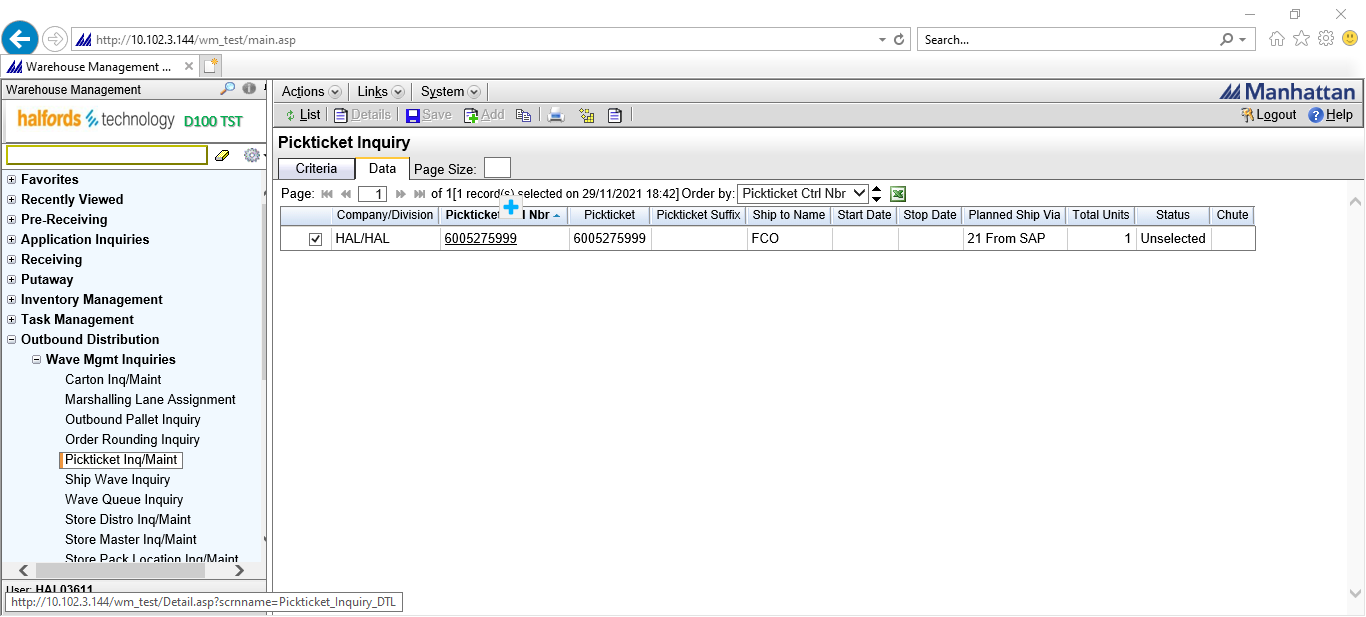 http://10.102.3.144/wm_test/main.asp
Search...
Warehouse Management ...
Warehouse Management
halfords technology D100 TST
Favorites
Recently Viewed
Pre-Receiving
Application Inquiries
Receiving
Putaway
Inventory Management
Task Management
Outbound Distribution
Wave Mgmt Inquiries
Carton Inq/Maint
Marshalling Lane Assignment
Outbound Pallet Inquiry
Order Rounding Inquiry
Pickticket Inq/Maint
Ship Wave Inquiry
Wave Queue Inquiry
Store Distro Inq/Maint
Store Master Inq/Maint
Store Pack Location Inq/Maint
User: HAL03611
http://10.102.3.144/wm_test/Detail.asp?scrnname=Pickticket_Inquiry_DTL
Actions Links System
Manhattan
List Details Save Add
Logout Help
Pickticket Inquiry
Criteria Data Page Size:
Page: 1 of 1[1 record(s) selected on 29/11/2021 18:42] Order by: Pickticket Ctrl Nbr
Company/Division Pickticket Nbr Pickticket Pickticket Suffix Ship to Name Start Date Stop Date Planned Ship Via Total Units Status Chute
HAL/HAL 6005275999 6005275999 FCO 21 From SAP 1 Unselected